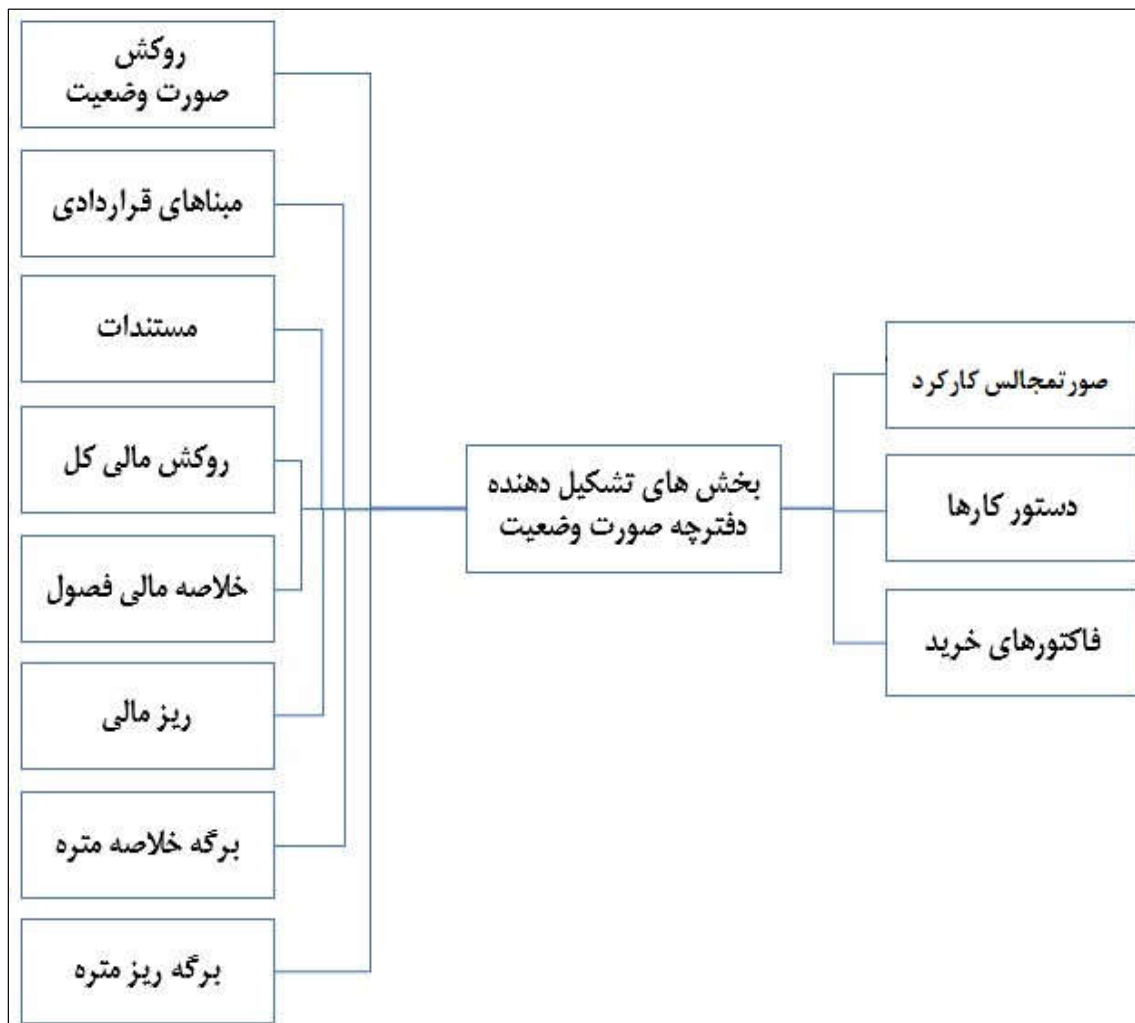 روکش
صورت وضعیت
مبناهای قراردادی
مستندات
روکش مالی کل
خلاصه مالی فصول
ریز مالی
برگه خلاصه متره
برگه ریز متره
بخش های تشکیل دهنده
دفترچه صورت وضعیت
صورتمجالس کارکرد
دستور کارها
فاکتورهای خرید